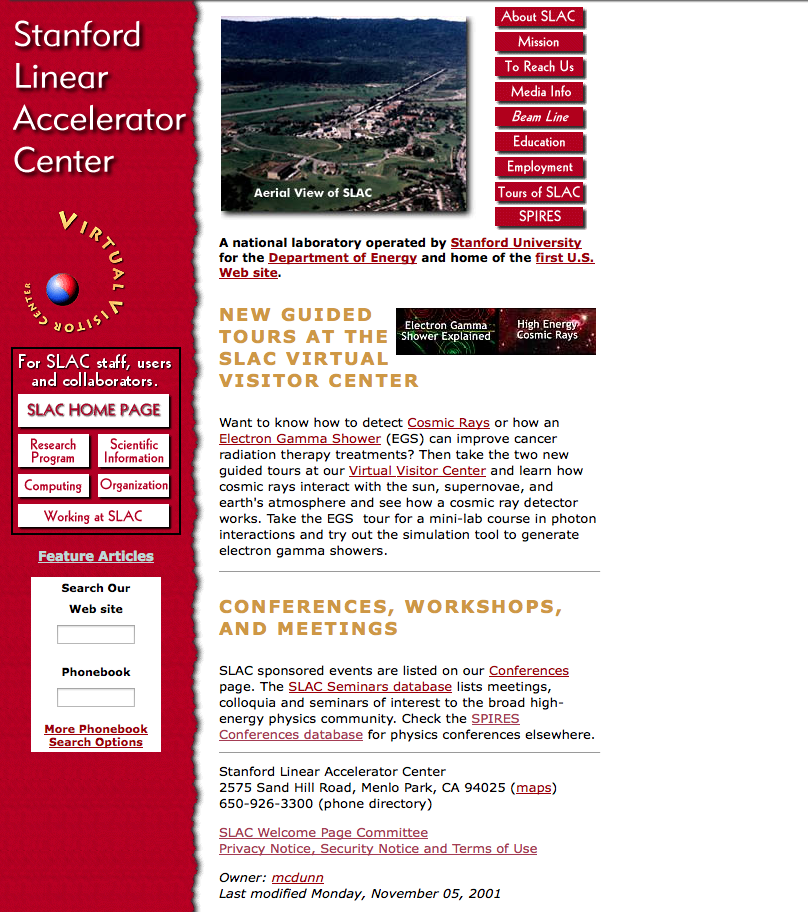 Stanford
Linear
Accelerator
Center
VIRTUAL VISITOR CENTER
For SLAC staff, users
and collaborators.
SLAC HOME PAGE
Research
Program
Scientific
Information
Computing
Organization
Working at SLAC
Feature Articles
Search Our
Web site
Phonebook
More Phonebook
Search Options
Aerial View of SLAC
About SLAC
Mission
To Reach Us
Media Info
Beam Line
Education
Employment
Tours of SLAC
SPIRES
A national laboratory operated by Stanford University
for the Department of Energy and home of the first U.S.
Web site.
NEW GUIDED
TOURS AT THE
SLAC VIRTUAL
VISITOR CENTER
Electron Gamma
Shower Explained
High Energy
Cosmic Rays
Want to know how to detect Cosmic Rays or how an
Electron Gamma Shower (EGS) can improve cancer
radiation therapy treatments? Then take the two new
guided tours at our Virtual Visitor Center and learn how
cosmic rays interact with the sun, supernovae, and
earth's atmosphere and see how a cosmic ray detector
works. Take the EGS  tour for a mini-lab course in photon
interactions and try out the simulation tool to generate
electron gamma showers.
CONFERENCES, WORKSHOPS,
AND MEETINGS
SLAC sponsored events are listed on our Conferences
page. The SLAC Seminars database lists meetings,
colloquia and seminars of interest to the broad high-
energy physics community. Check the SPIRES
Conferences database for physics conferences elsewhere.
Stanford Linear Accelerator Center
2575 Sand Hill Road, Menlo Park, CA 94025 (maps)
650-926-3300 (phone directory)
SLAC Welcome Page Committee
Privacy Notice, Security Notice and Terms of Use
Owner: mcdunn
Last modified Monday, November 05, 2001